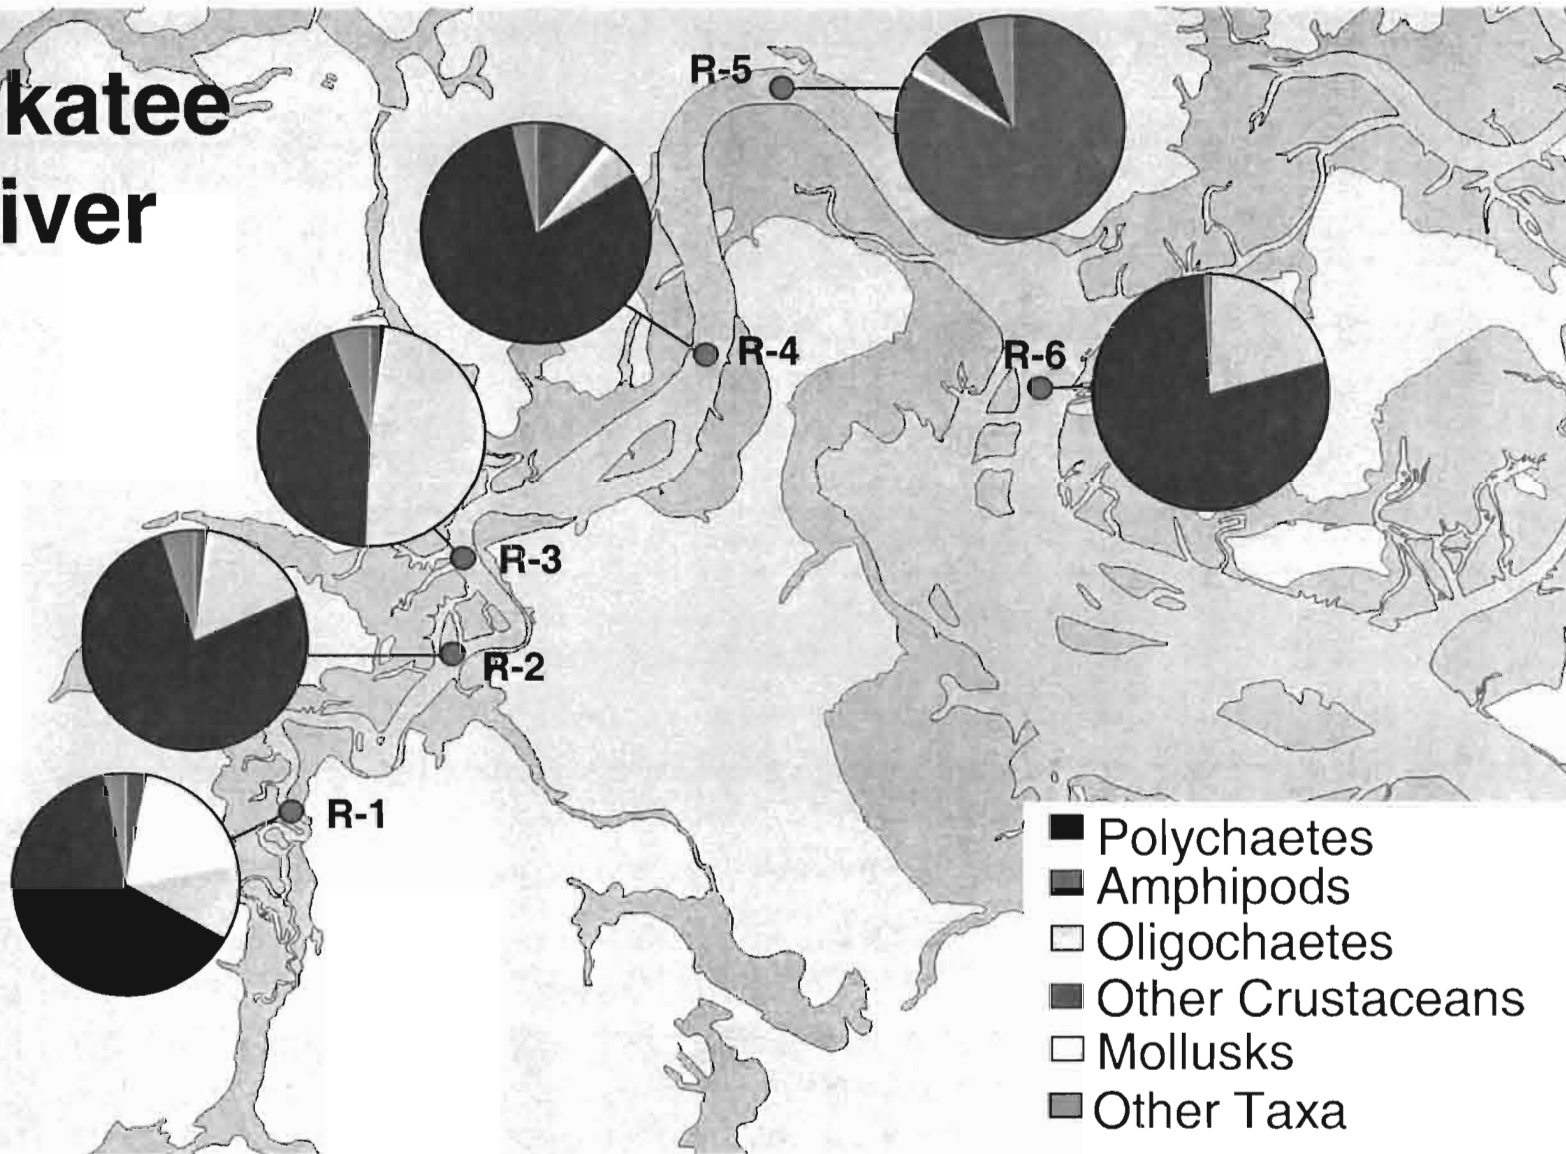 katee
iver
R-5
R-4
R-6
R-3
R-2
R-1
Polychaetes
Amphipods
Oligochaetes
Other Crustaceans
Mollusks
Other Taxa